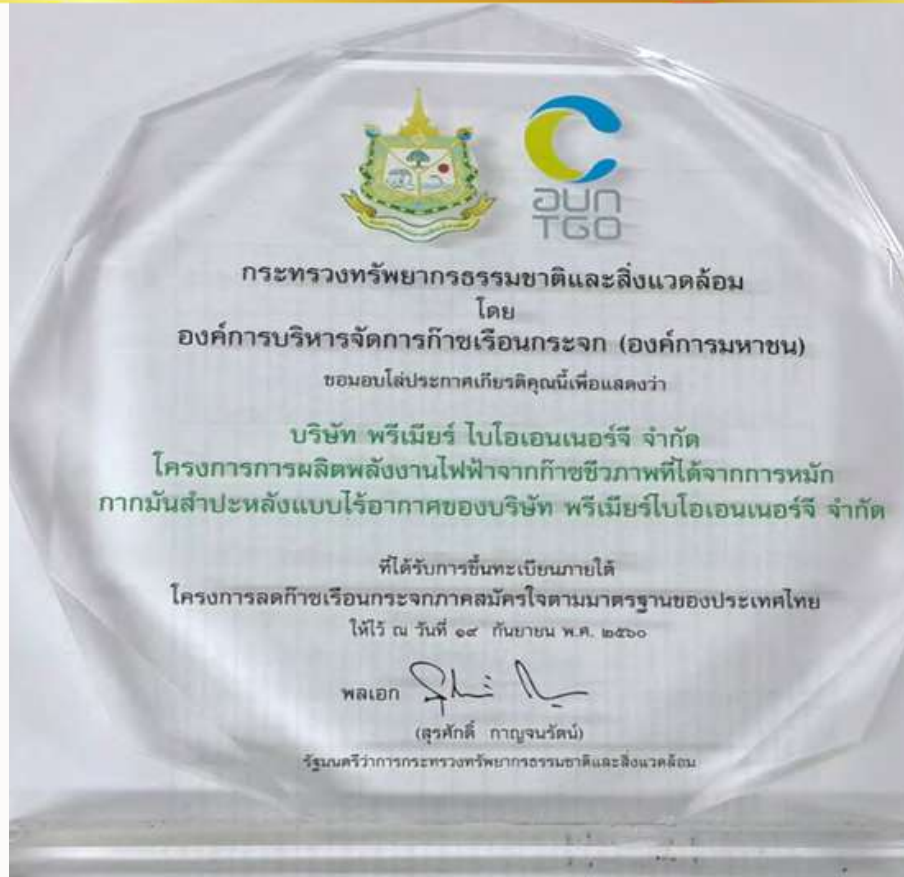 อบก
TGO
กระทรวงทรัพยากรธรรมชาติและสิ่งแวดล้อม
โดย
องค์การบริหารจัดการก๊าซเรือนกระจก (องค์การมหาชน)
ขอมอบโล่ประกาศเกียรติคุณนี้เพื่อแสดงว่า
บริษัท พรีเมียร์ ไบโอเอนเนอร์จี จำกัด
โครงการการผลิตพลังงานไฟฟ้าจากก๊าซชีวภาพที่ได้จากการหมัก
กากมันสำปะหลังแบบไร้อากาศของบริษัท พรีเมียร์ไบโอเอนเนอร์จี จำกัด
ที่ได้รับการขึ้นทะเบียนภายใต้
โครงการลดก๊าซเรือนกระจกภาคสมัครใจตามมาตรฐานของประเทศไทย
ให้ไว้ ณ วันที่ ๑๙ กันยายน พ.ศ. ๒๕๖๐
พลเอก
(สุรศักดิ์ กาญจนรัตน์)
รัฐมนตรีว่าการกระทรวงทรัพยากรธรรมชาติและสิ่งแวดล้อม